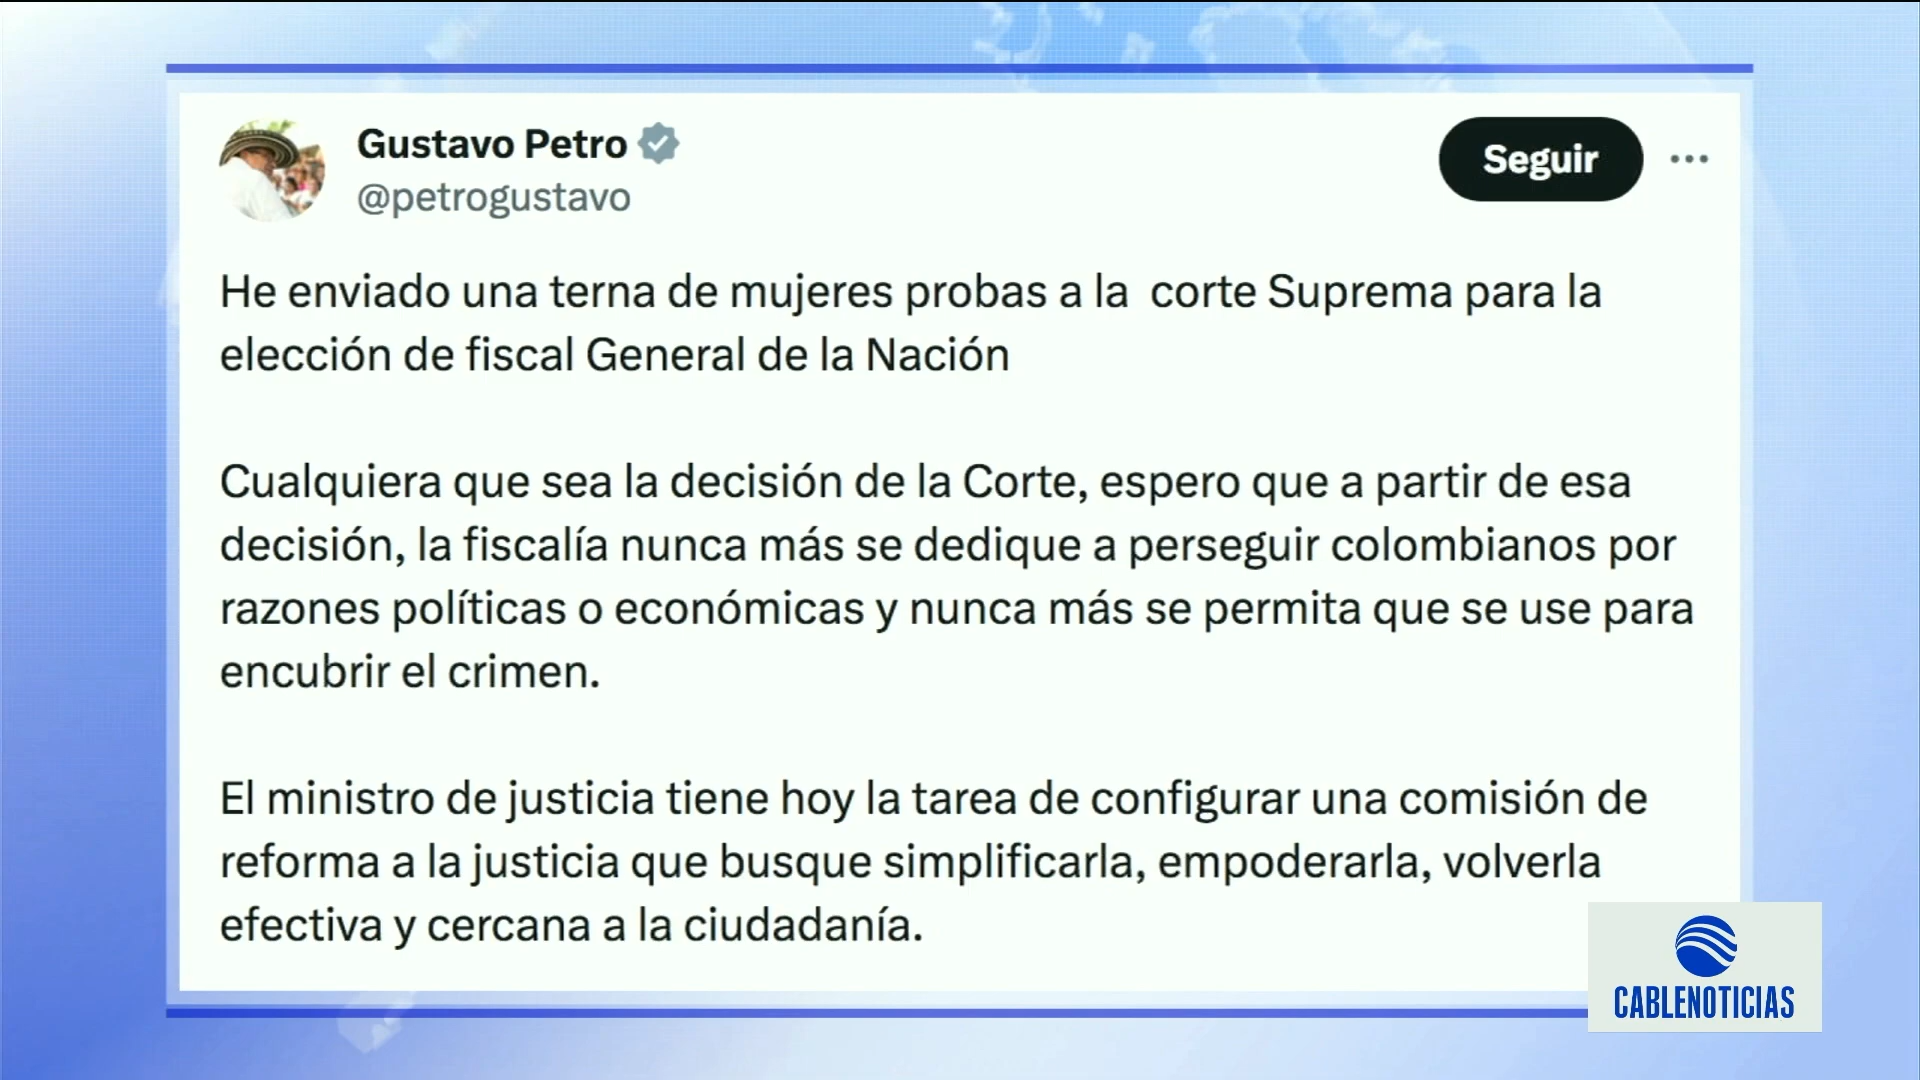 Gustavo Petro
@petrogustavo
Seguir
He enviado una terna de mujeres probas a la  corte Suprema para la
elección de fiscal General de la Nación
Cualquiera que sea la decisión de la Corte, espero que a partir de esa
decisión, la fiscalía nunca más se dedique a perseguir colombianos por
razones políticas o económicas y nunca más se permita que se use para
encubrir el crimen.
El ministro de justicia tiene hoy la tarea de configurar una comisión de
reforma a la justicia que busque simplificarla, empoderarla, volverla
efectiva y cercana a la ciudadanía.
CABLENOTICIAS